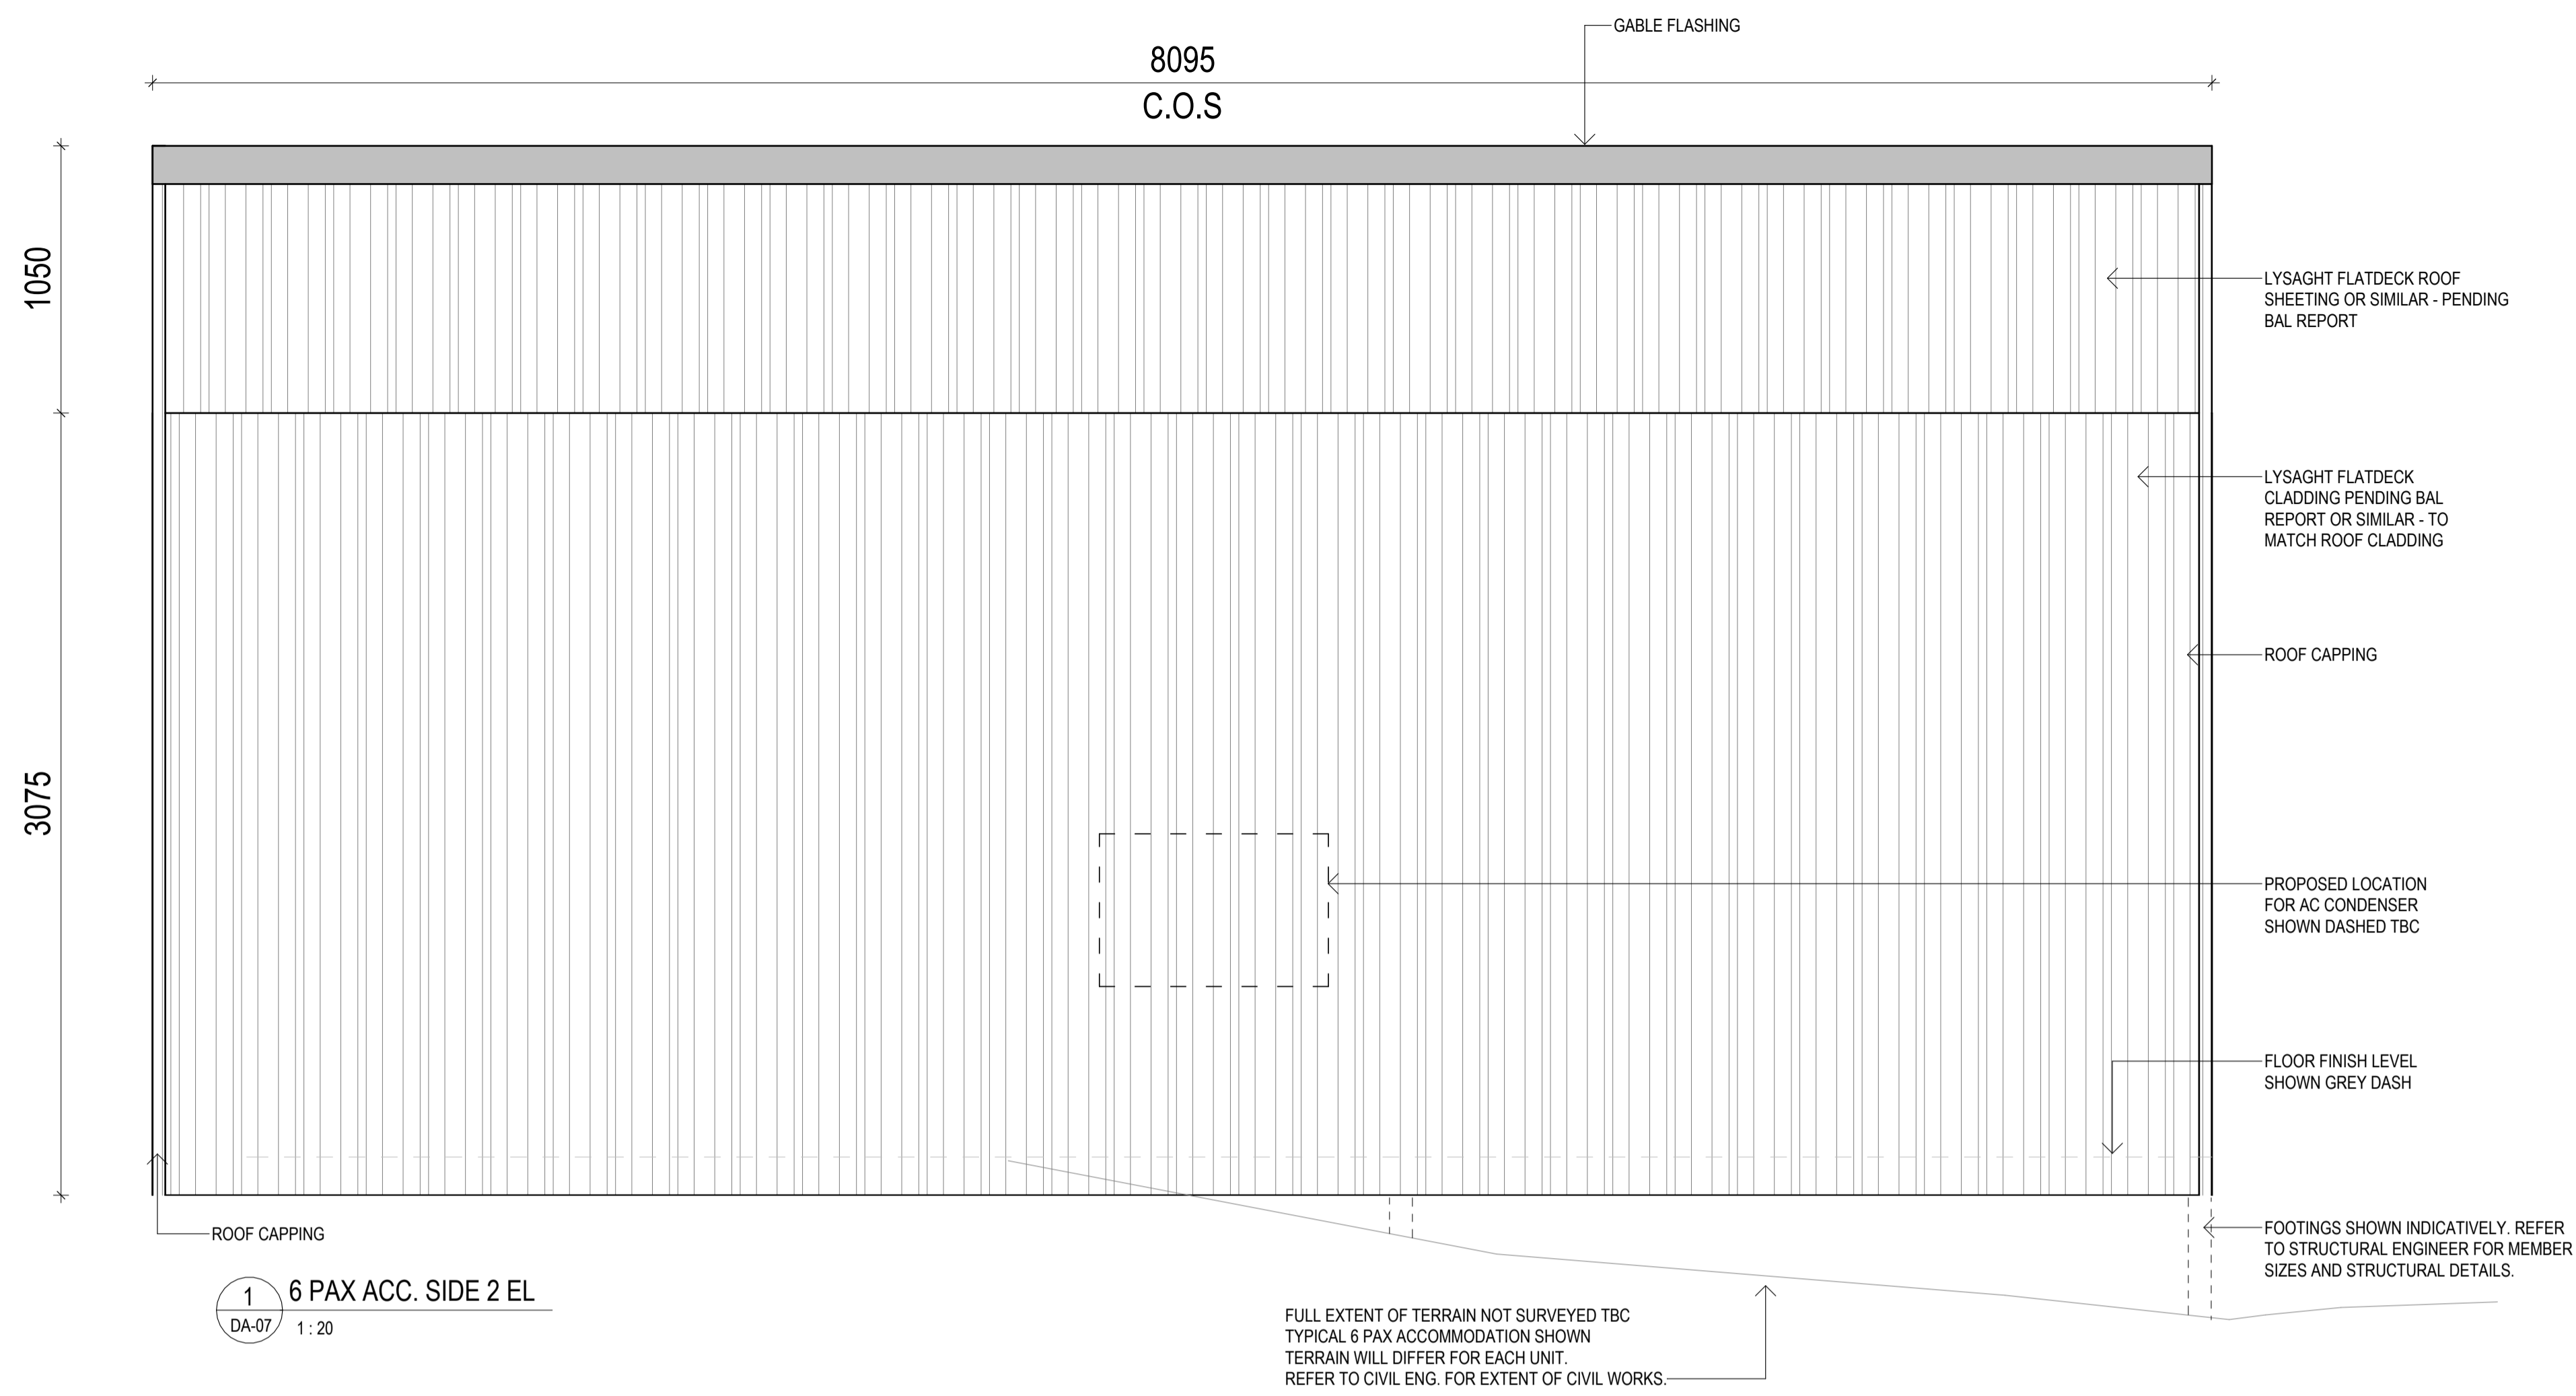 GABLE FLASHING
8095
C.O.S
1050
LYSAGHT FLATDECK ROOF
SHEETING OR SIMILAR - PENDING
BAL REPORT
LYSAGHT FLATDECK
CLADDING PENDING BAL
REPORT OR SIMILAR - TO
MATCH ROOF CLADDING
ROOF CAPPING
3075
PROPOSED LOCATION
FOR AC CONDENSER
SHOWN DASHED TBC
FLOOR FINISH LEVEL
SHOWN GREY DASH
ROOF CAPPING
FOOTINGS SHOWN INDICATIVELY. REFER
TO STRUCTURAL ENGINEER FOR MEMBER
SIZES AND STRUCTURAL DETAILS.
1
6 PAX ACC. SIDE 2 EL
DA-07
1 : 20
FULL EXTENT OF TERRAIN NOT SURVEYED TBC
TYPICAL 6 PAX ACCOMMODATION SHOWN
TERRAIN WILL DIFFER FOR EACH UNIT.
REFER TO CIVIL ENG. FOR EXTENT OF CIVIL WORKS.